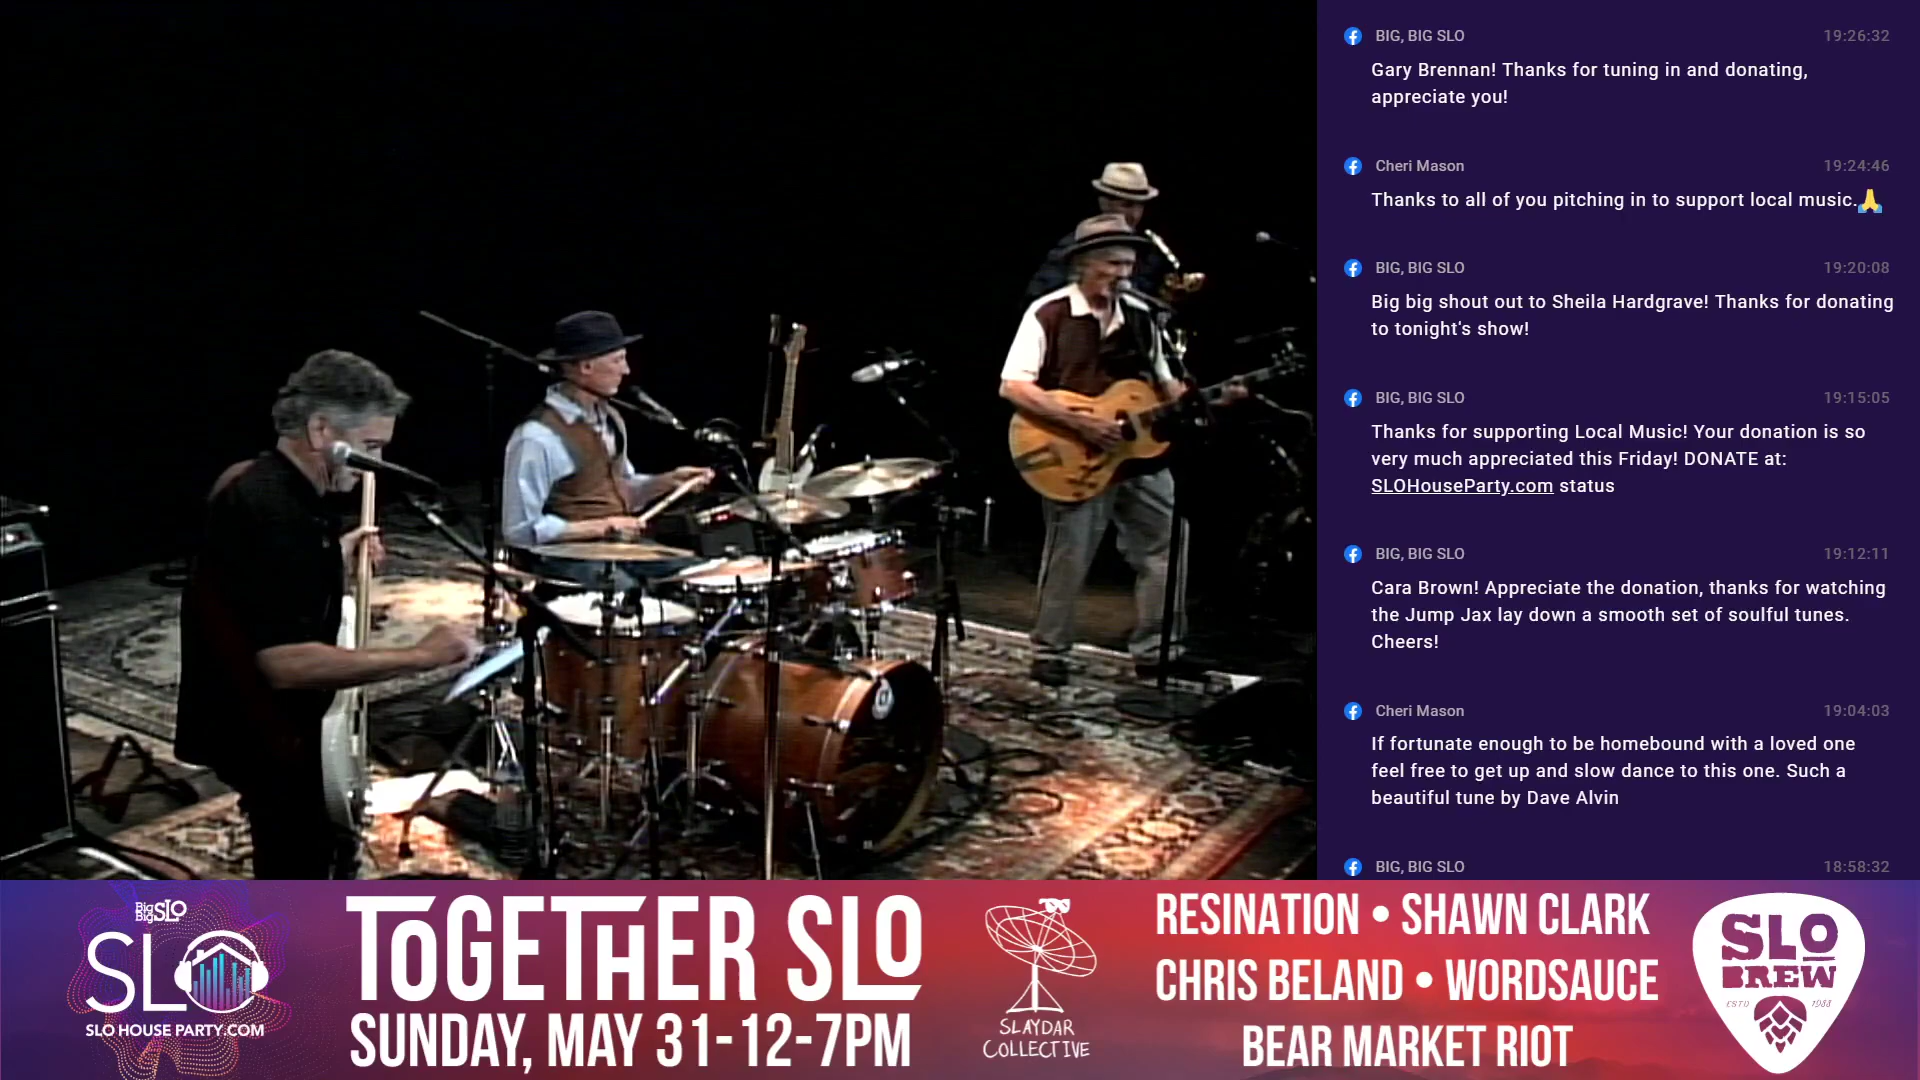 BIG, BIG SLO 19:26:32
Gary Brennan! Thanks for tuning in and donating,
appreciate you!
Cheri Mason 19:24:46
Thanks to all of you pitching in to support local music.🙏
BIG, BIG SLO 19:20:08
Big big shout out to Sheila Hardgrave! Thanks for donating
to tonight's show!
BIG, BIG SLO 19:15:05
Thanks for supporting Local Music! Your donation is so
very much appreciated this Friday! DONATE at:
SLOHouseParty.com status
BIG, BIG SLO 19:12:11
Cara Brown! Appreciate the donation, thanks for watching
the Jump Jax lay down a smooth set of soulful tunes.
Cheers!
Cheri Mason 19:04:03
If fortunate enough to be homebound with a loved one
feel free to get up and slow dance to this one. Such a
beautiful tune by Dave Alvin
BIG, BIG SLO 18:58:32
Big Big SLO
SLO
SLO HOUSE PARTY.COM
TOGETHER SLO
SUNDAY, MAY 31-12-7PM
SLAYDAR
COLLECTIVE
RESINATION • SHAWN CLARK
CHRIS BELAND • WORDSAUCE
BEAR MARKET RIOT
SLO
BREW
ESTD 1988